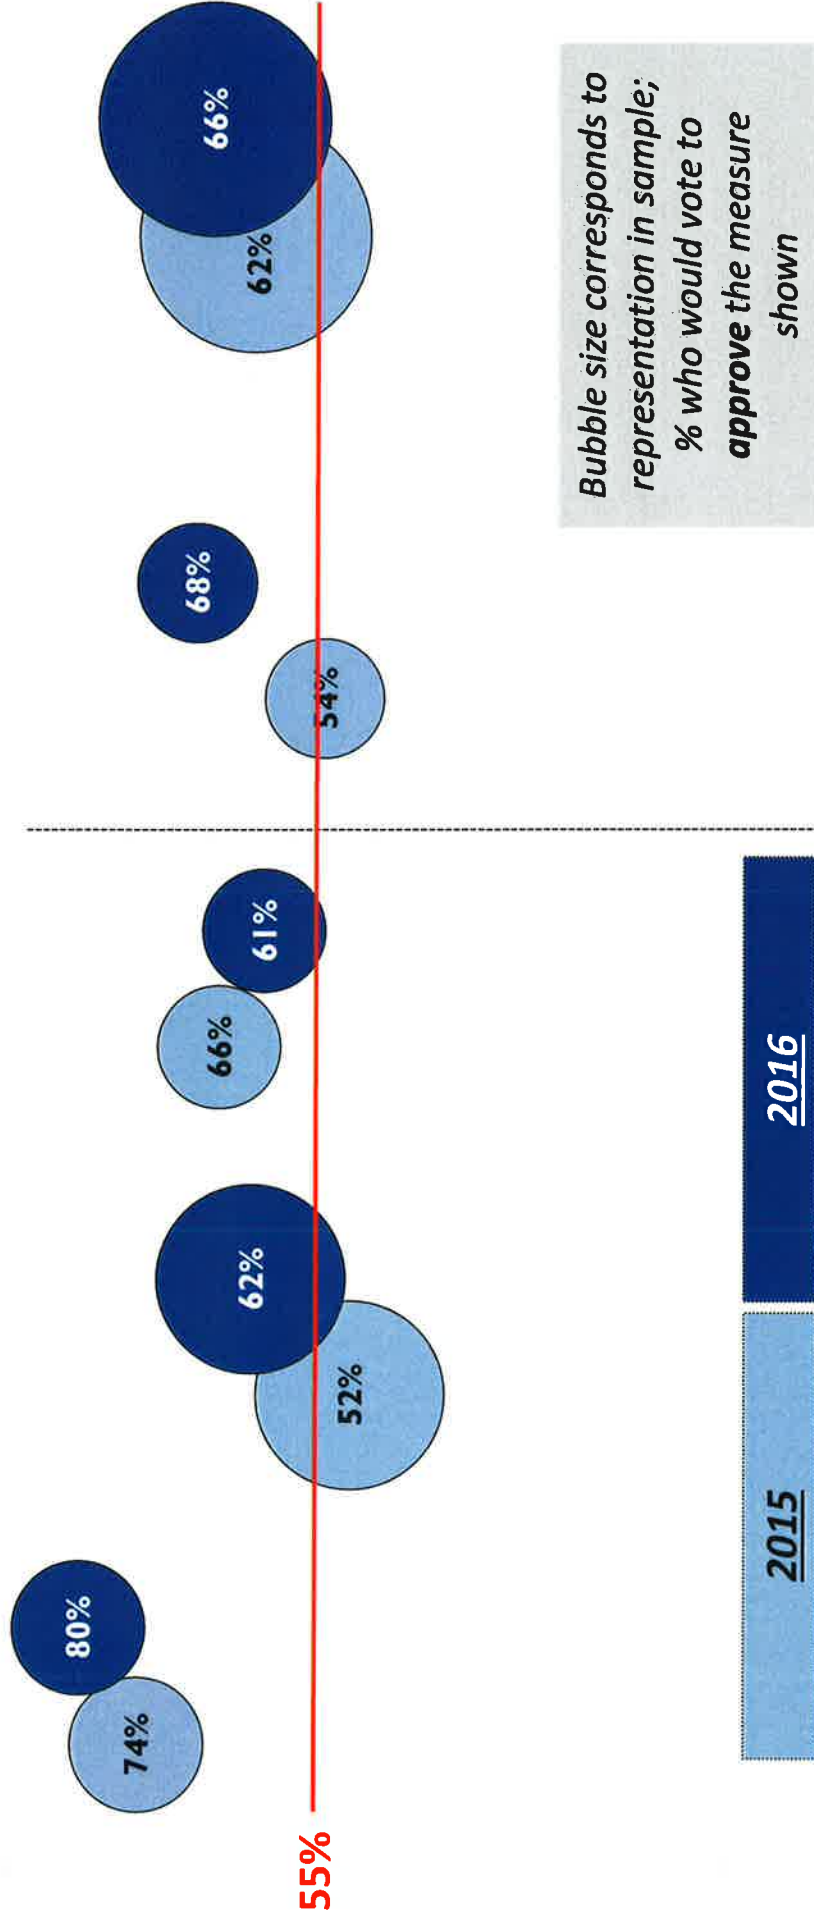 80%
74%
66%
68%
66%
62%
62%
61%
55%
54%
52%
Bubble size corresponds to
representation in sample;
% who would vote to
approve the measure
shown
2015
2016